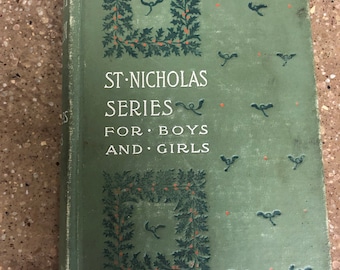 ST·NICHOLAS
SERIES
FOR·BOYS
AND·GIRLS